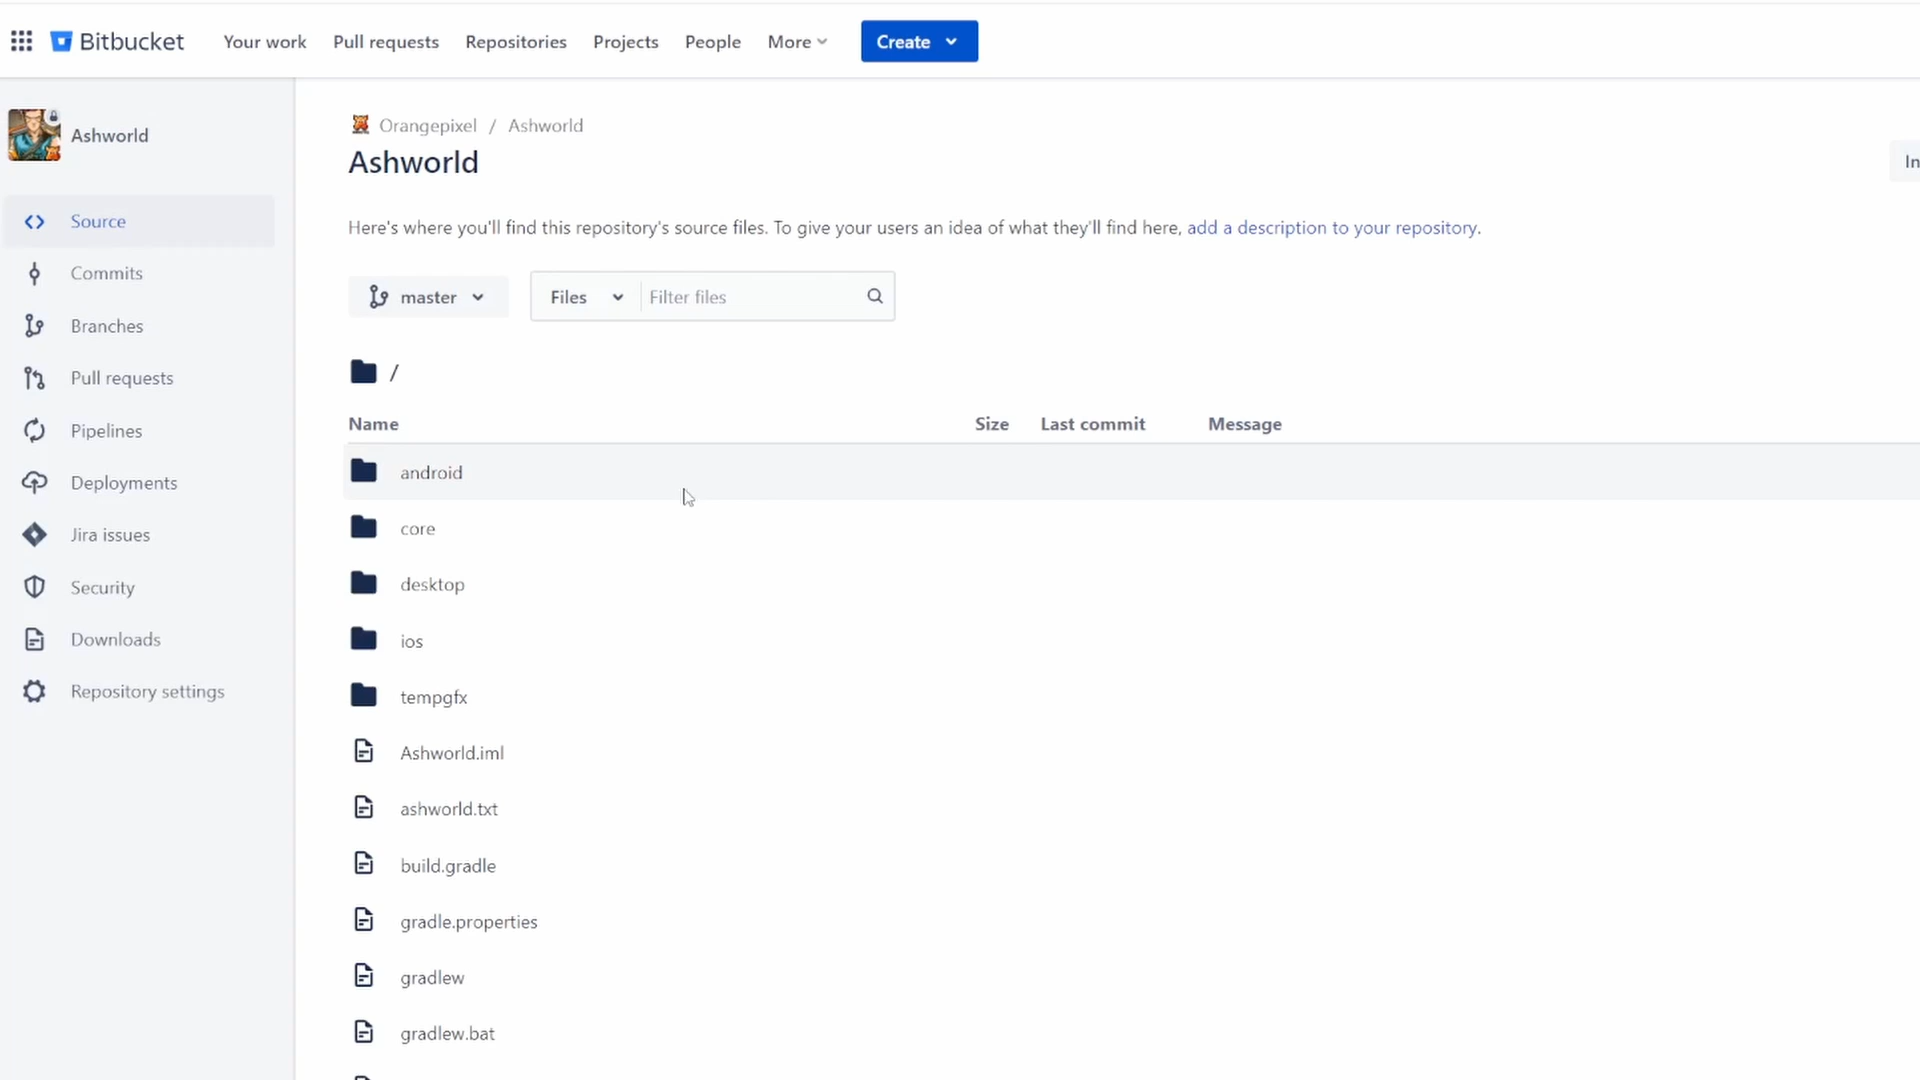 Bitbucket Your work Pull requests Repositories Projects People More Create
Ashworld
Source
Commits
Branches
Pull requests
Pipelines
Deployments
Jira issues
Security
Downloads
Repository settings
Orangepixel / Ashworld
Ashworld
Here's where you'll find this repository's source files. To give your users an idea of what they'll find here, add a description to your repository.
master Files Filter files
/
Name Size Last commit Message
android
core
desktop
ios
tempgfx
Ashworld.iml
ashworld.txt
build.gradle
gradle.properties
gradlew
gradlew.bat